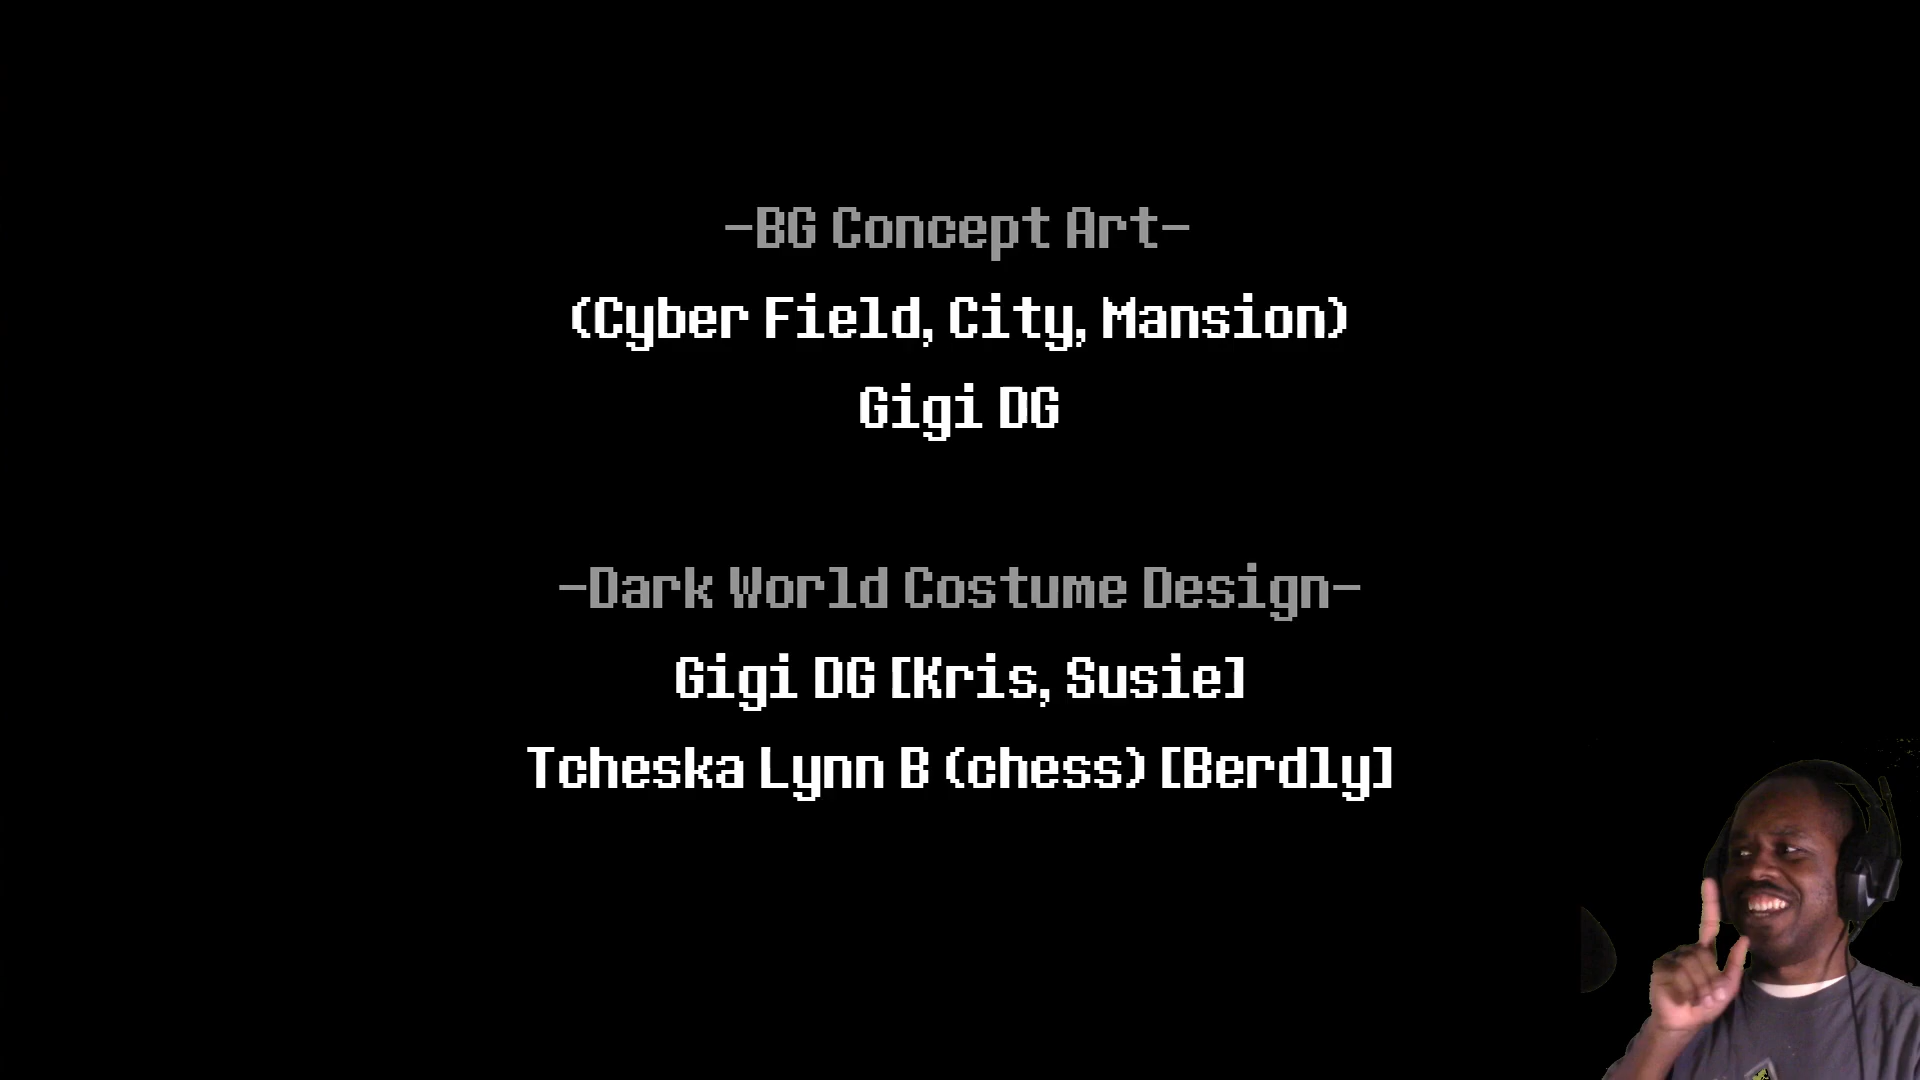 -BG Concept Art-
(Cyber Field, City, Mansion)
Gigi DG
-Dark World Costume Design-
Gigi DG [Kris, Susie]
Tcheska Lynn B (chess) [Berdly]